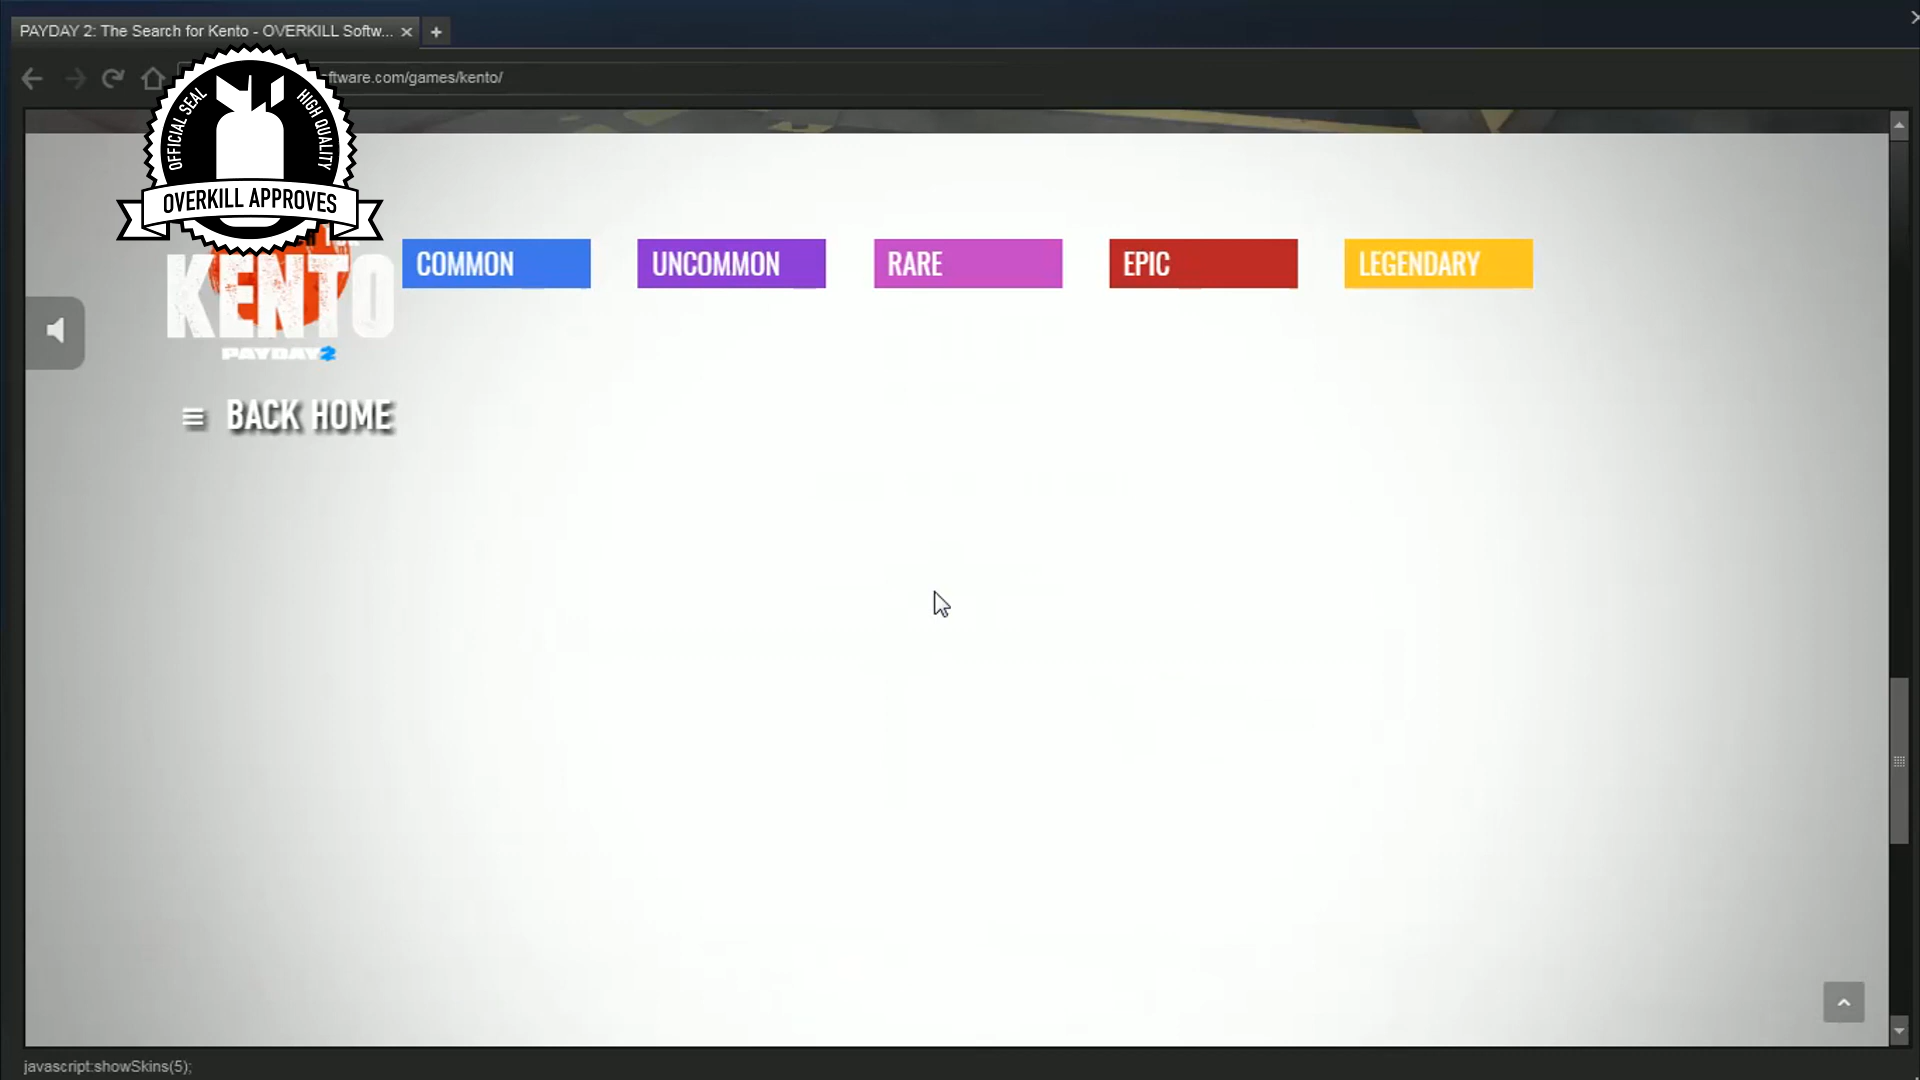 PAYDAY 2: The Search for Kento - OVERKILL Softw...
ftware.com/games/kento/
OFFICIAL SEAL
HIGH QUALITY
OVERKILL APPROVES
KENTO
PAYDAY 2
COMMON
UNCOMMON
RARE
EPIC
LEGENDARY
BACK HOME
javascript:showSkins(5);